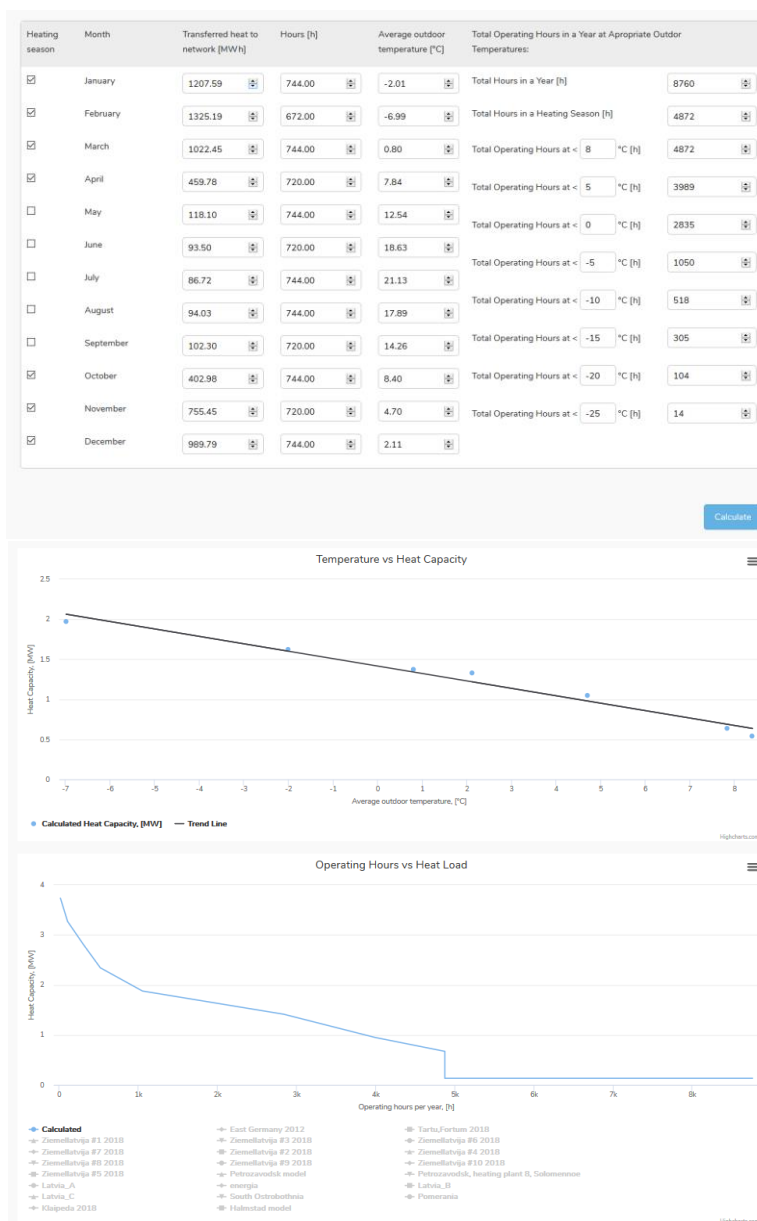 Heating season Month Transferred heat to network [MWh] Hours [h] Average outdoor temperature [°C] Total Operating Hours in a Year at Apropriate Outdor Temperatures:
January 1207.59 744.00 -2.01 Total Hours in a Year [h] 8760
February 1325.19 672.00 -6.99 Total Hours in a Heating Season [h] 4872
March 1022.45 744.00 0.80 Total Operating Hours at < 8 °C [h] 4872
April 459.78 720.00 7.84 Total Operating Hours at < 5 °C [h] 3989
May 118.10 744.00 12.54 Total Operating Hours at < 0 °C [h] 2835
June 93.50 720.00 18.63 Total Operating Hours at < -5 °C [h] 1050
July 86.72 744.00 21.13 Total Operating Hours at < -10 °C [h] 518
August 94.03 744.00 17.89 Total Operating Hours at < -15 °C [h] 305
September 102.30 720.00 14.26
October 402.98 744.00 8.40 Total Operating Hours at < -20 °C [h] 104
November 755.45 720.00 4.70 Total Operating Hours at < -25 °C [h] 14
December 989.79 744.00 2.11
Calculate
Temperature vs Heat Capacity
Heat Capacity, [MW]
2.5
2
1.5
1
0.5
0
-7 -6 -5 -4 -3 -2 -1 0 1 2 3 4 5 6 7 8
Average outdoor temperature, [°C]
Calculated Heat Capacity, [MW] Trend Line
Highcharts.com
Operating Hours vs Heat Load
Heat Capacity, [MW]
4
3
2
1
0
0 1k 2k 3k 4k 5k 6k 7k 8k
Operating hours per year, [h]
Calculated East Germany 2012 Tartu,Fortum 2018
Ziemellatvija #1 2018 Ziemellatvija #3 2018 Ziemellatvija #6 2018
Ziemellatvija #7 2018 Ziemellatvija #2 2018 Ziemellatvija #4 2018
Ziemellatvija #8 2018 Ziemellatvija #9 2018 Ziemellatvija #10 2018
Ziemellatvija #5 2018 Petrozavodsk model Petrozavodsk, heating plant 8, Solomennoe
Latvia_A energia Latvia_B
Latvia_C South Ostrobothnia Pomerania
Klaipeda 2018 Halmstad model
Highcharts.com